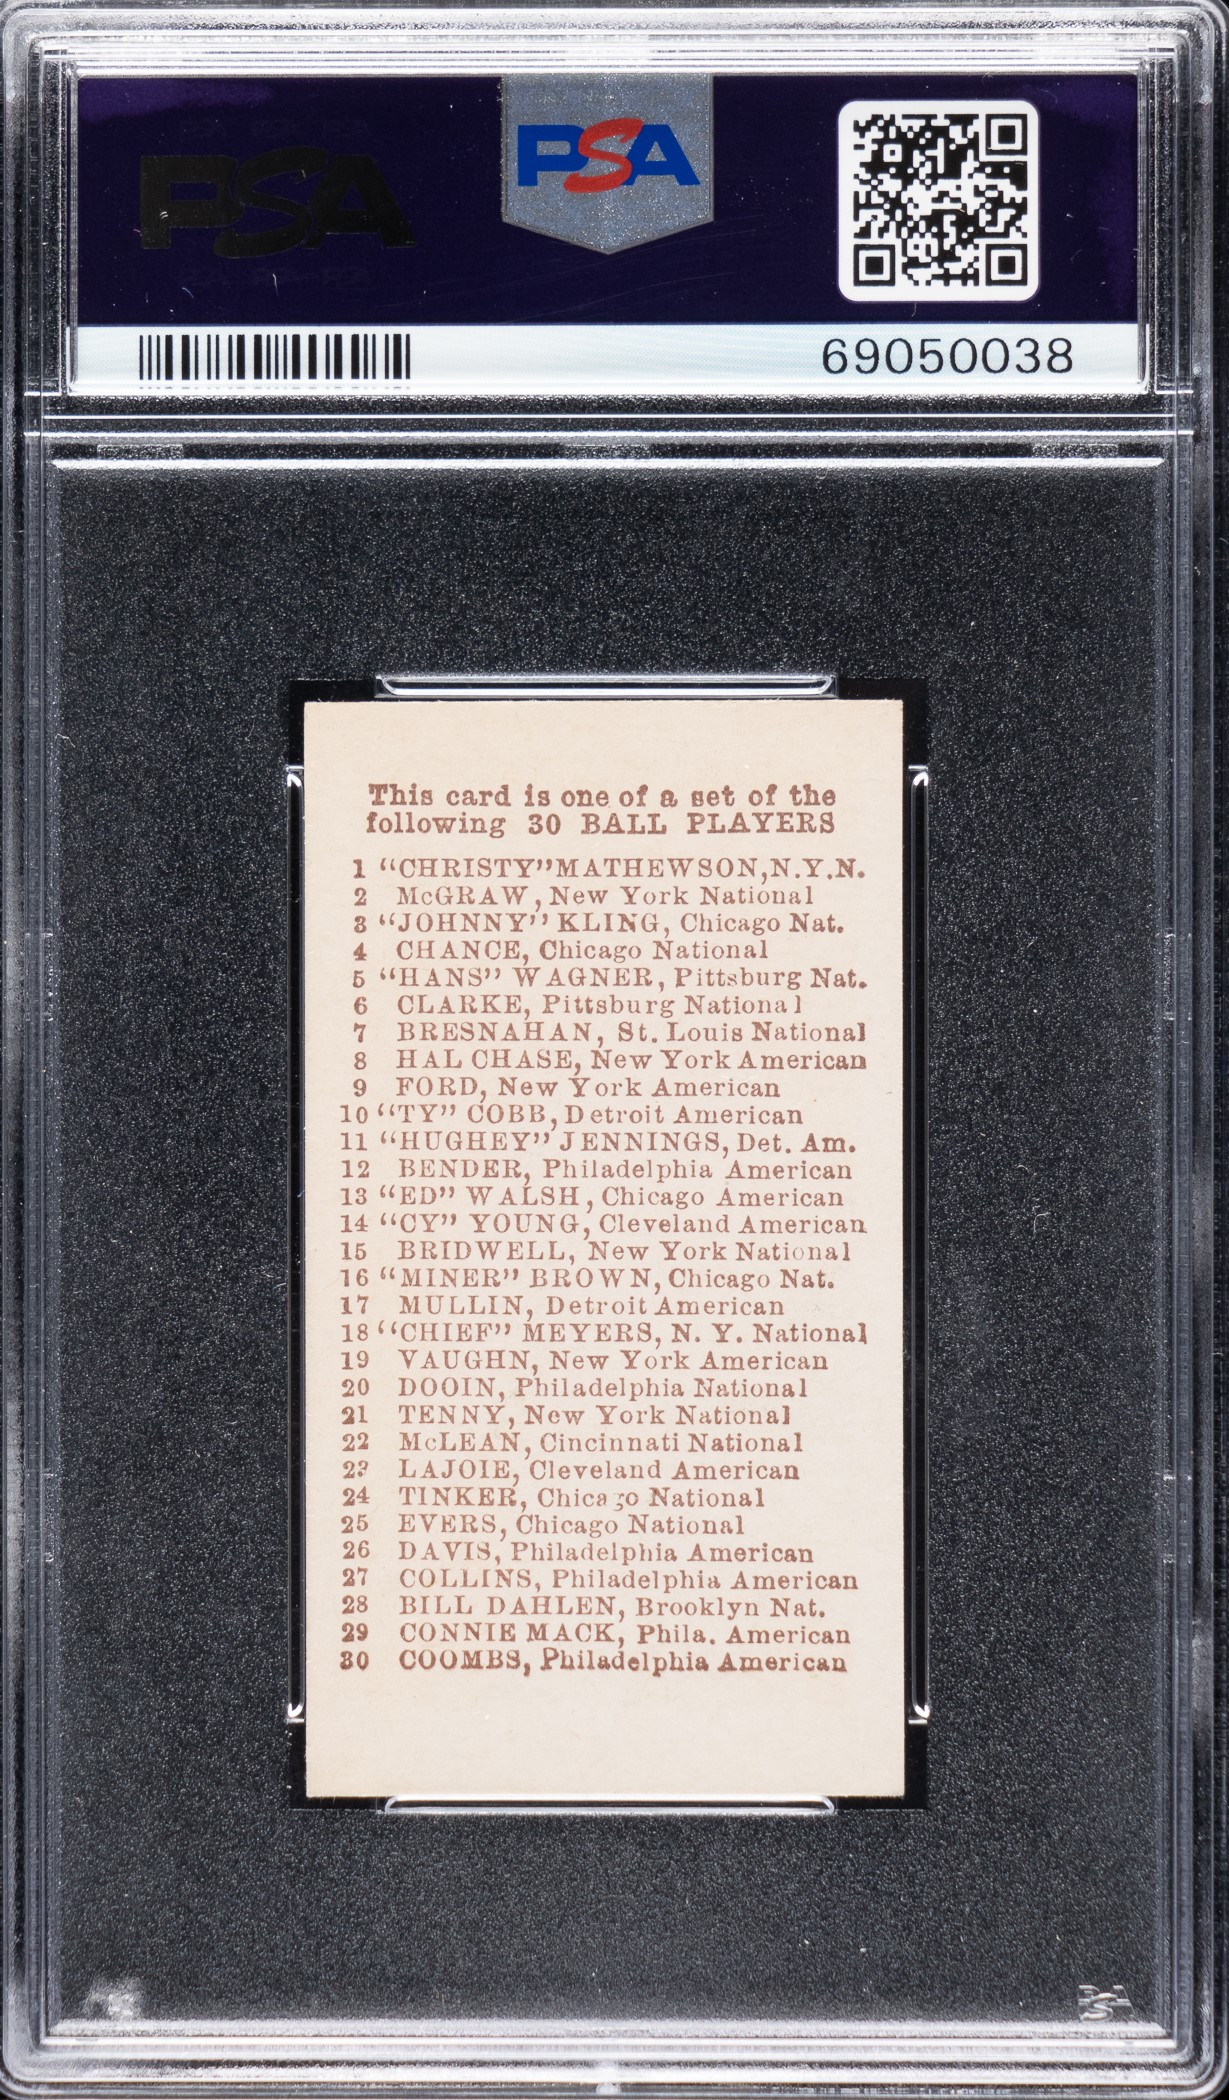 PSA
PSA
69050038
This card is one of a set of the
following 30 BALL PLAYERS
1 "CHRISTY" MATHEWSON, N.Y.N.
2 McGRAW, New York National
3 "JOHNNY" KLING, Chicago Nat.
4 CHANCE, Chicago National
5 "HANS" WAGNER, Pittsburg Nat.
6 CLARKE, Pittsburg National
7 BRESNAHAN, St. Louis National
8 HAL CHASE, New York American
9 FORD, New York American
10 "TY" COBB, Detroit American
11 "HUGHEY" JENNINGS, Det. Am.
12 BENDER, Philadelphia American
13 "ED" WALSH, Chicago American
14 "CY" YOUNG, Cleveland American
15 BRIDWELL, New York National
16 "MINER" BROWN, Chicago Nat.
17 MULLIN, Detroit American
18 "CHIEF" MEYERS, N. Y. National
19 VAUGHN, New York American
20 DOOIN, Philadelphia National
21 TENNY, New York National
22 McLEAN, Cincinnati National
23 LAJOIE, Cleveland American
24 TINKER, Chicago National
25 EVERS, Chicago National
26 DAVIS, Philadelphia American
27 COLLINS, Philadelphia American
28 BILL DAHLEN, Brooklyn Nat.
29 CONNIE MACK, Phila. American
30 COOMBS, Philadelphia American
PSA